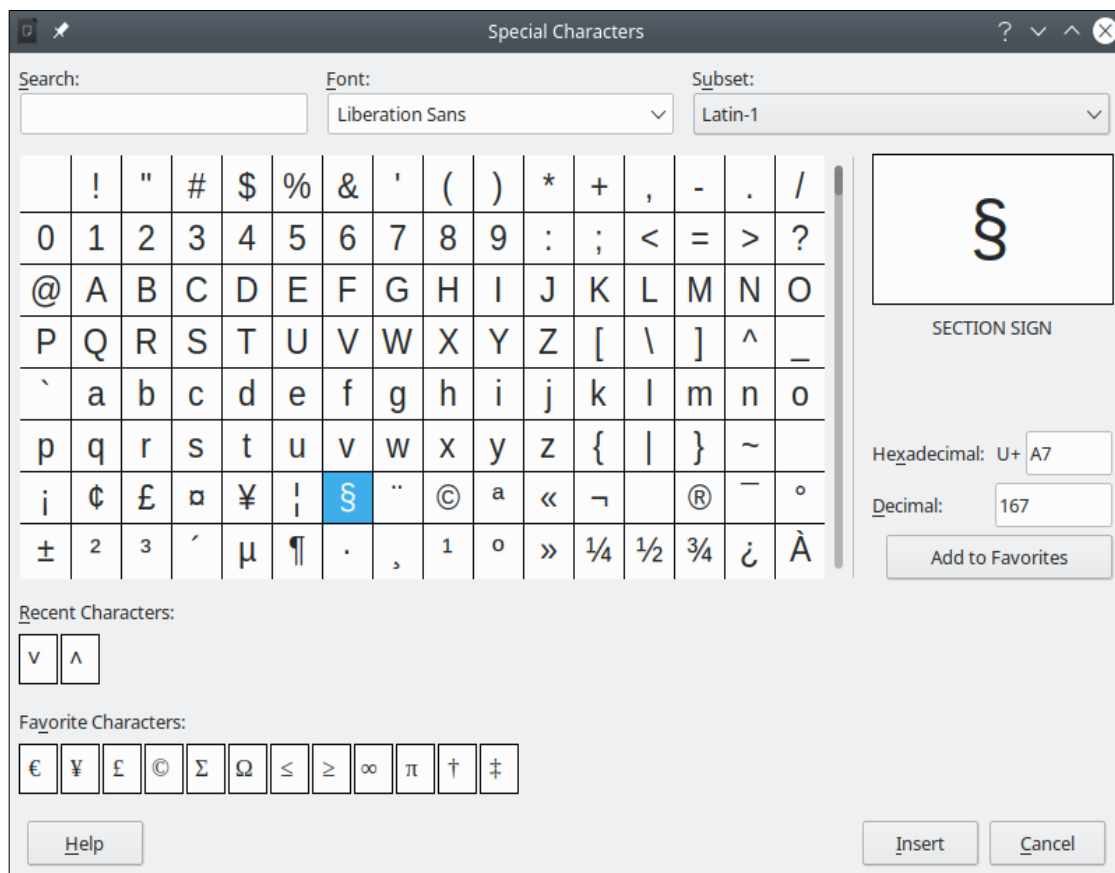 Special Characters
Search: Font: Subset:
Liberation Sans Latin-1
! " # $ % & ' ( ) * + , - . /
0 1 2 3 4 5 6 7 8 9 : ; < = > ?
@ A B C D E F G H I J K L M N O
P Q R S T U V W X Y Z [ \ ] ^ _
` a b c d e f g h i j k l m n o
p q r s t u v w x y z { | } ~
¡ ¢ £ ¤ ¥ ¦ § ¨ © ª « ¬ ® ¯ °
± ² ³ ´ µ ¶ · ¸ ¹ º » ¼ ½ ¾ ¿ À
§
SECTION SIGN
Hexadecimal: U+ A7
Decimal: 167
Add to Favorites
Recent Characters:
˅ ˄
Favorite Characters:
€ ¥ £ © Σ Ω ≤ ≥ ∞ π † ‡
Help Insert Cancel